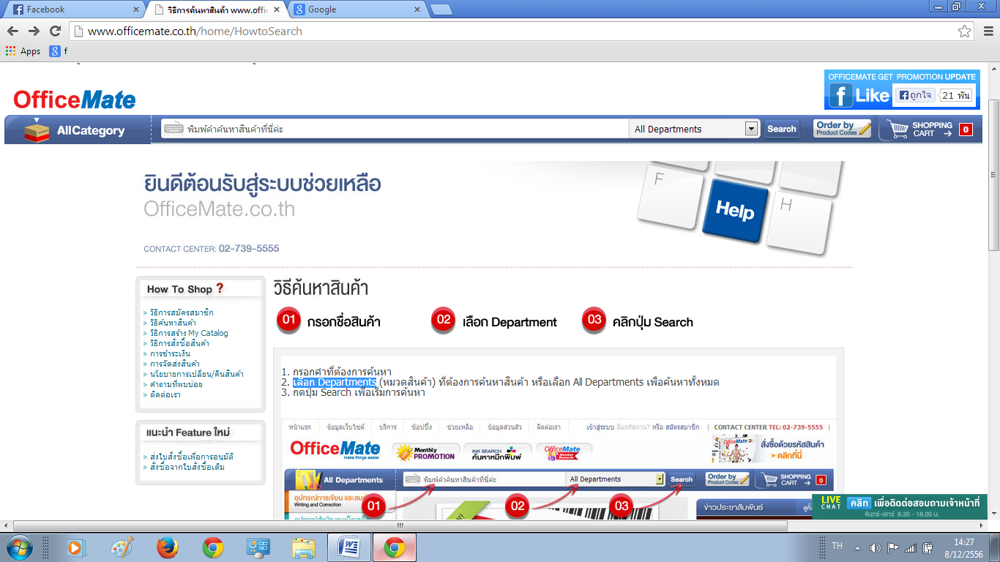 Facebook
วิธีการค้นหาสินค้า www.offic
Google
www.officemate.co.th/home/HowtoSearch
Apps
f
OfficeMate
OFFICEMATE GET PROMOTION UPDATE
Like
ถูกใจ
21 พัน
All Category
พิมพ์คำค้นหาสินค้าที่นี่ค่ะ
All Departments
Search
Order by
Product Codes
SHOPPING
CART
0
ยินดีต้อนรับสู่ระบบช่วยเหลือ
OfficeMate.co.th
CONTACT CENTER: 02-739-5555
F
Help
H
How To Shop ?
วิธีการสมัครสมาชิก
วิธีค้นหาสินค้า
วิธีการสร้าง My Catalog
วิธีการสั่งซื้อสินค้า
การชำระเงิน
การจัดส่งสินค้า
นโยบายการเปลี่ยน/คืนสินค้า
คำถามที่พบบ่อย
ติดต่อเรา
แนะนำ Feature ใหม่
ส่งใบสั่งซื้อเพื่อการอนุมัติ
สั่งซื้อจากใบสั่งซื้อเดิม
วิธีค้นหาสินค้า
01 กรอกชื่อสินค้า
02 เลือก Department
03 คลิกปุ่ม Search
1. กรอกคำที่ต้องการค้นหา
2. เลือก Departments (หมวดสินค้า) ที่ต้องการค้นหาสินค้า หรือเลือก All Departments เพื่อค้นหาทั้งหมด
3. กดปุ่ม Search เพื่อเริ่มการค้นหา
หน้าแรก ข้อมูลเว็บไซต์ บริการ ช้อปปิ้ง ช่วยเหลือ ข้อมูลส่วนตัว ติดต่อเรา เข้าสู่ระบบ ลืมรหัสผ่าน? หรือ สมัครสมาชิก | CONTACT CENTER TEL: 02-739-5555 |
OfficeMate
make things easier
Monthly
PROMOTION
INK SEARCH
ค้นหาหมึกพิมพ์
OfficeMate
Member
Rewards
OfficeMate
สั่งซื้อด้วยรหัสสินค้า
คลิกที่นี่
All Departments
พิมพ์คำค้นหาสินค้าที่นี่ค่ะ
All Departments
Search
Order by
Product Codes
SHOPPING
CART
0
อุปกรณ์การเขียน และลบคำ
Writing and Correction
01
02
03
ข่าวประชาสัมพันธ์
LIVE
CHAT
คลิก เพื่อติดต่อสอบถามเจ้าหน้าที่
จันทร์-เสาร์ 8.30 - 18.00 น.
TH
14:27
8/12/2556